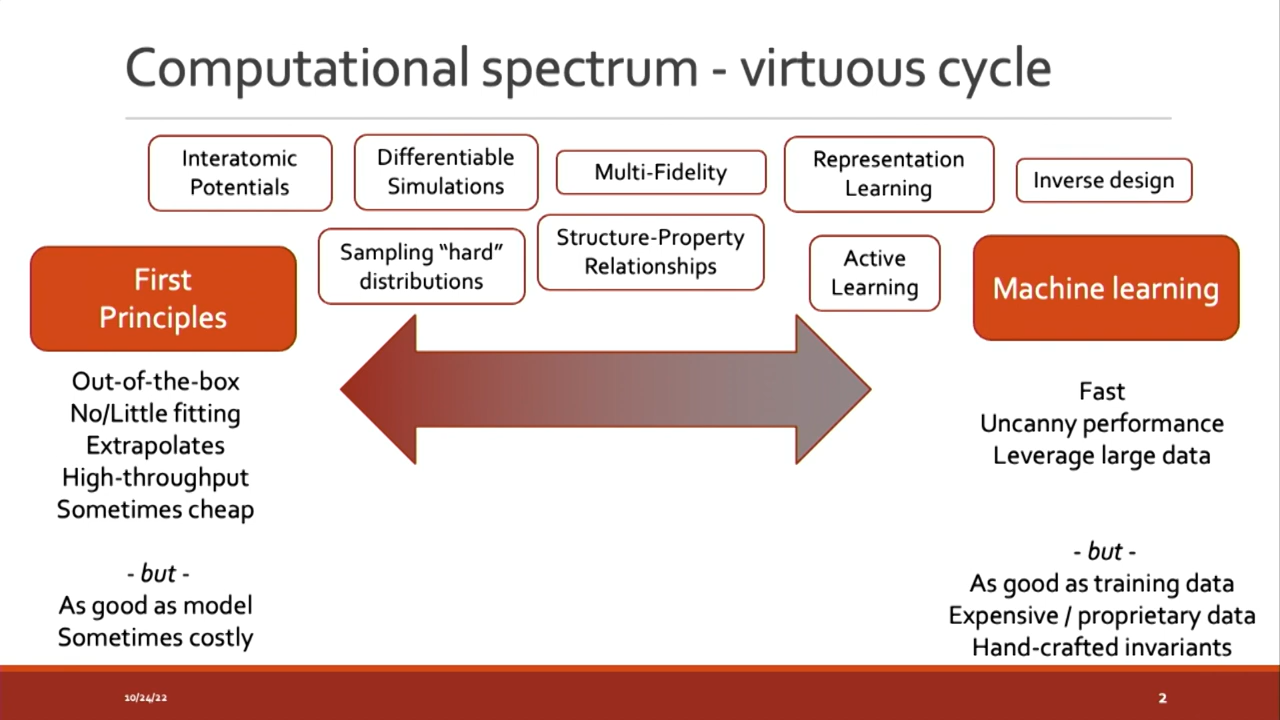 Computational spectrum - virtuous cycle
Interatomic
Potentials
Differentiable
Simulations
Multi-Fidelity
Representation
Learning
Inverse design
Sampling “hard”
distributions
Structure-Property
Relationships
Active
Learning
First
Principles
Machine learning
Out-of-the-box
No/Little fitting
Extrapolates
High-throughput
Sometimes cheap
- but -
As good as model
Sometimes costly
Fast
Uncanny performance
Leverage large data
- but -
As good as training data
Expensive / proprietary data
Hand-crafted invariants
10/24/22
2